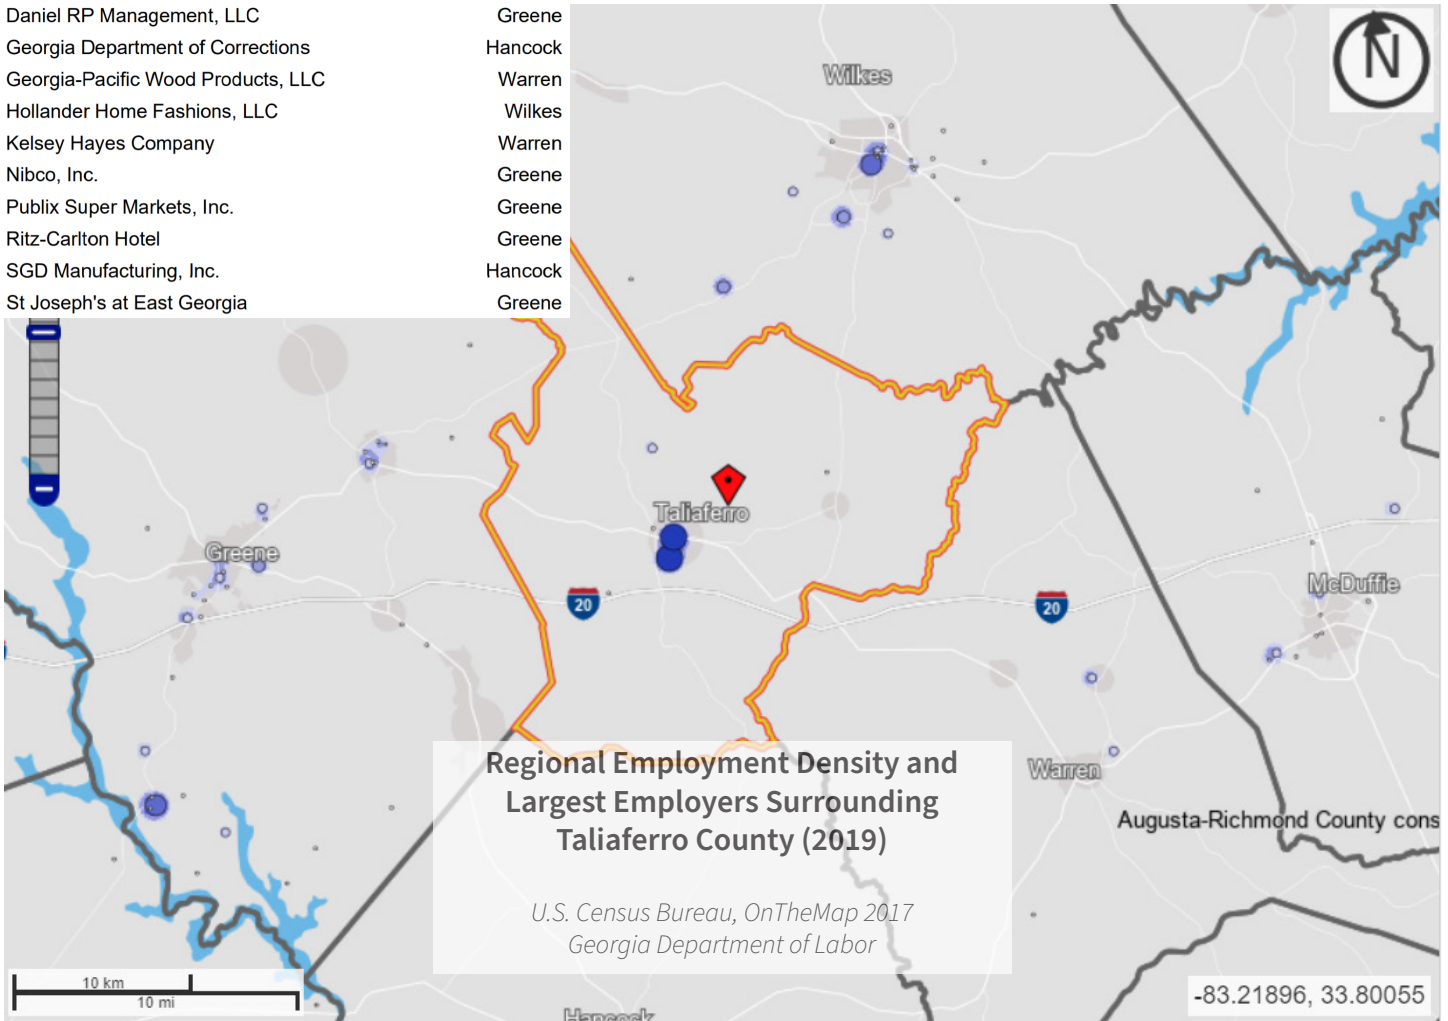 Daniel RP Management, LLC Greene
Georgia Department of Corrections Hancock
Georgia-Pacific Wood Products, LLC Warren
Hollander Home Fashions, LLC Wilkes
Kelsey Hayes Company Warren
Nibco, Inc. Greene
Publix Super Markets, Inc. Greene
Ritz-Carlton Hotel Greene
SGD Manufacturing, Inc. Hancock
St Joseph's at East Georgia Greene
N
Wilkes
Taliaferro
Greene
McDuffie
20
20
Warren
Augusta-Richmond County cons
Regional Employment Density and
Largest Employers Surrounding
Taliaferro County (2019)
U.S. Census Bureau, OnTheMap 2017
Georgia Department of Labor
10 km
10 mi
-83.21896, 33.80055
Hancock